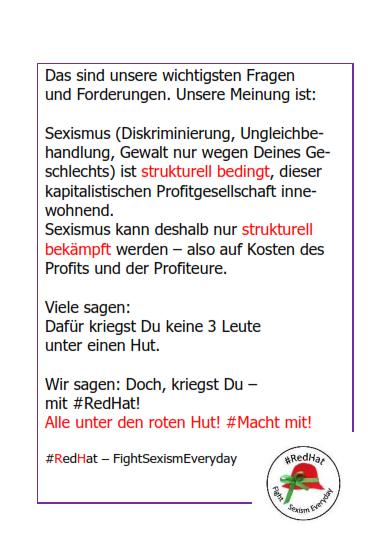 Das sind unsere wichtigsten Fragen
und Forderungen. Unsere Meinung ist:
Sexismus (Diskriminierung, Ungleichbe-
handlung, Gewalt nur wegen Deines Ge-
schlechts) ist strukturell bedingt, dieser
kapitalistischen Profitgesellschaft inne-
wohnend.
Sexismus kann deshalb nur strukturell
bekämpft werden – also auf Kosten des
Profits und der Profiteure.
Viele sagen:
Dafür kriegst Du keine 3 Leute
unter einen Hut.
Wir sagen: Doch, kriegst Du –
mit #RedHat!
Alle unter den roten Hut! #Macht mit!
#RedHat – FightSexismEveryday
#RedHat
Fight Sexism Everyday